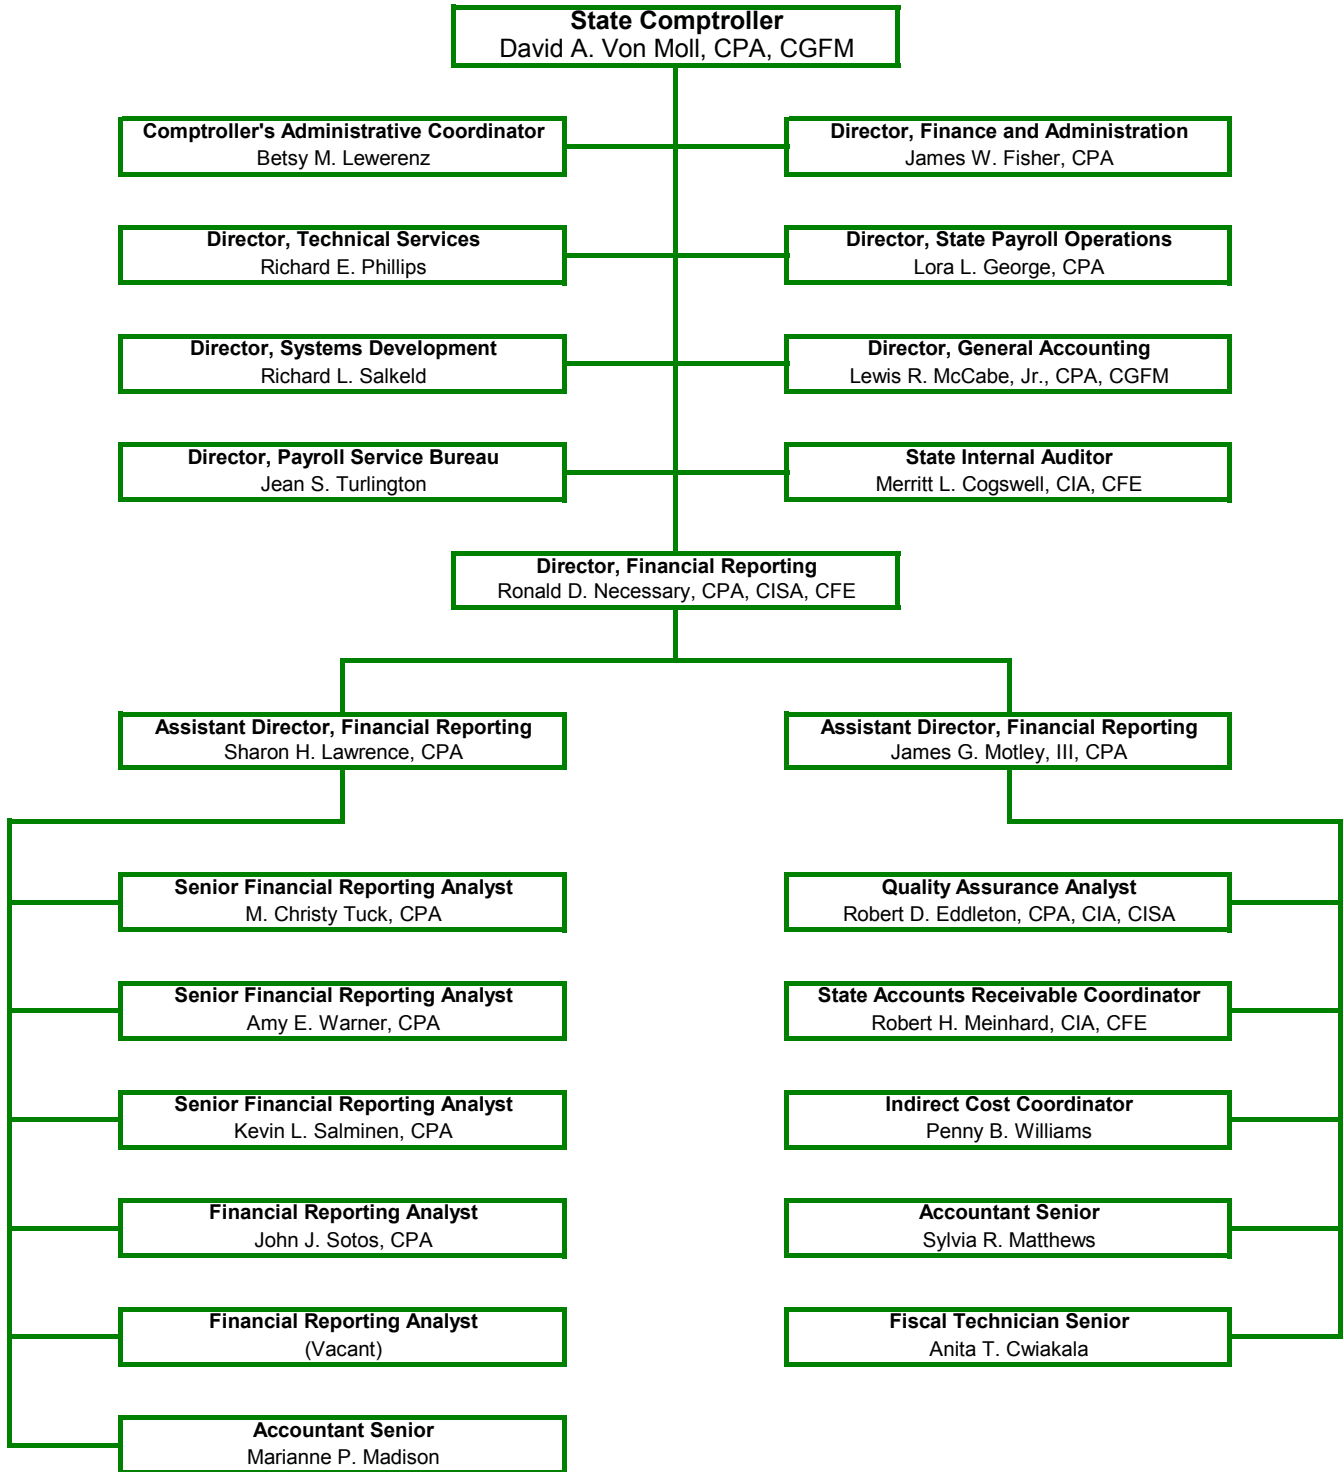 State Comptroller
David A. Von Moll, CPA, CGFM
Comptroller's Administrative Coordinator
Betsy M. Lewerenz
Director, Finance and Administration
James W. Fisher, CPA
Director, Technical Services
Richard E. Phillips
Director, State Payroll Operations
Lora L. George, CPA
Director, Systems Development
Richard L. Salkeld
Director, General Accounting
Lewis R. McCabe, Jr., CPA, CGFM
Director, Payroll Service Bureau
Jean S. Turlington
State Internal Auditor
Merritt L. Cogswell, CIA, CFE
Director, Financial Reporting
Ronald D. Necessary, CPA, CISA, CFE
Assistant Director, Financial Reporting
Sharon H. Lawrence, CPA
Assistant Director, Financial Reporting
James G. Motley, III, CPA
Senior Financial Reporting Analyst
M. Christy Tuck, CPA
Quality Assurance Analyst
Robert D. Eddleton, CPA, CIA, CISA
Senior Financial Reporting Analyst
Amy E. Warner, CPA
State Accounts Receivable Coordinator
Robert H. Meinhard, CIA, CFE
Senior Financial Reporting Analyst
Kevin L. Salminen, CPA
Indirect Cost Coordinator
Penny B. Williams
Financial Reporting Analyst
John J. Sotos, CPA
Accountant Senior
Sylvia R. Matthews
Financial Reporting Analyst
(Vacant)
Fiscal Technician Senior
Anita T. Cwiakala
Accountant Senior
Marianne P. Madison